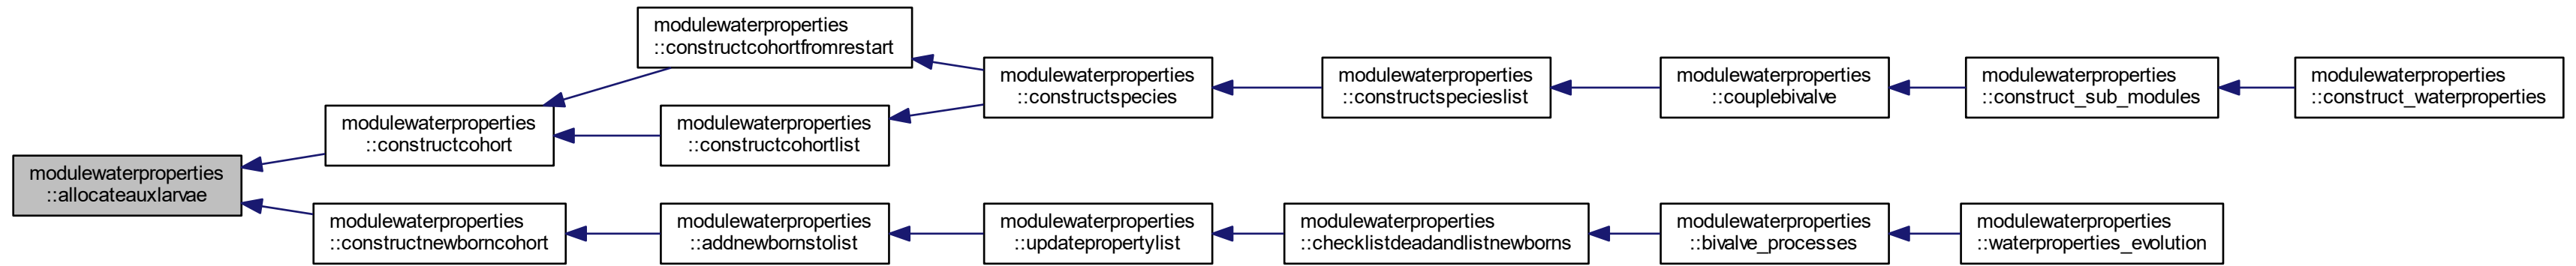 modulewaterproperties
::allocateauxlarvae
modulewaterproperties
::constructcohort
modulewaterproperties
::constructcohortfromrestart
modulewaterproperties
::constructcohortlist
modulewaterproperties
::constructspecies
modulewaterproperties
::constructspecieslist
modulewaterproperties
::couplebivalve
modulewaterproperties
::construct_sub_modules
modulewaterproperties
::construct_waterproperties
modulewaterproperties
::constructnewborncohort
modulewaterproperties
::addnewbornstolist
modulewaterproperties
::updatepropertylist
modulewaterproperties
::checklistdeadandlistnewborns
modulewaterproperties
::bivalve_processes
modulewaterproperties
::waterproperties_evolution